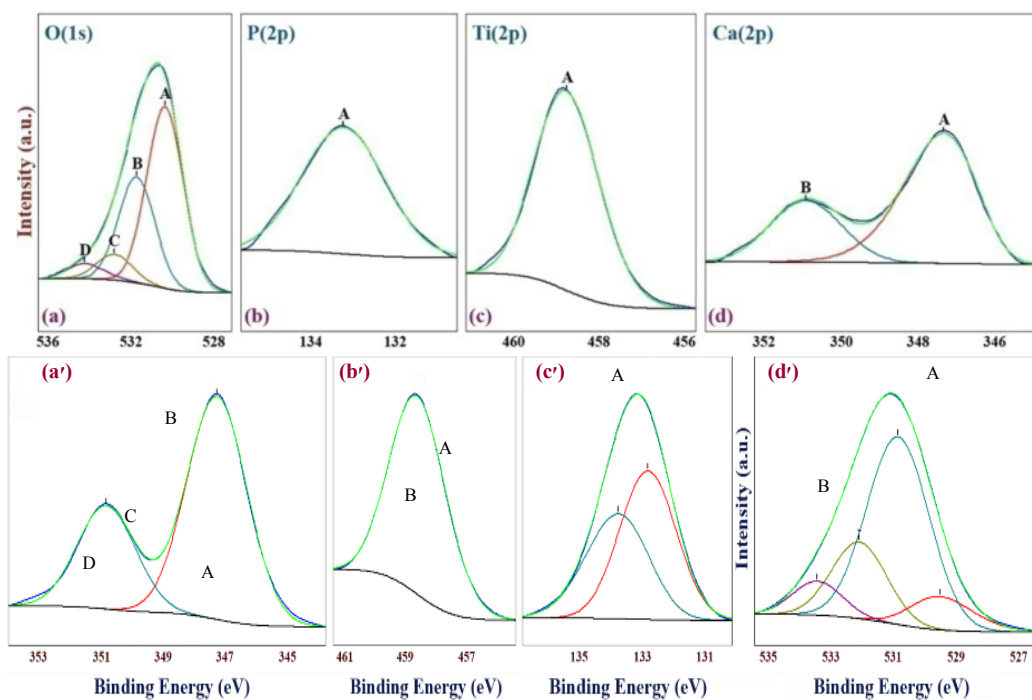 O(1s)
P(2p)
Ti(2p)
Ca(2p)
A
B
C
D
A
A
A
B
Intensity (a.u.)
(a)
(b)
(c)
(d)
536 532 528
134 132
460 458 456
352 350 348 346
(a′)
(b′)
(c′)
(d′)
B
C
D
A
A
B
A
A
B
Intensity (a.u.)
353 351 349 347 345
461 459 457
135 133 131
535 533 531 529 527
Binding Energy (eV)
Binding Energy (eV)
Binding Energy (eV)
Binding Energy (eV)